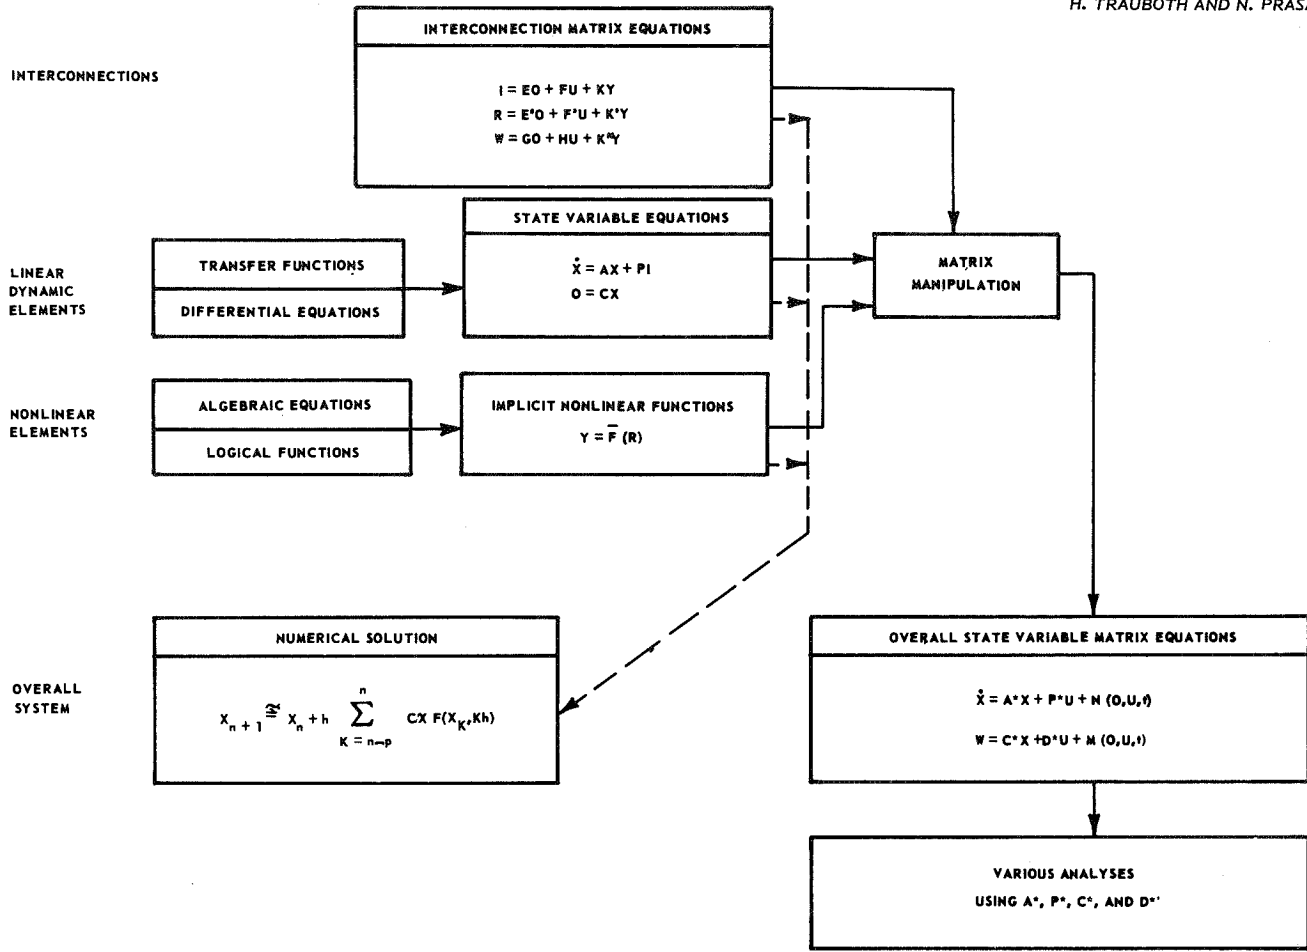 H. TRAUBOTH AND N. PRASA
INTERCONNECTIONS
INTERCONNECTION MATRIX EQUATIONS
I = EO + FU + KY
R = E'O + F'U + K'Y
W = GO + HU + K"Y
LINEAR
DYNAMIC
ELEMENTS
TRANSFER FUNCTIONS
DIFFERENTIAL EQUATIONS
STATE VARIABLE EQUATIONS
Ẋ = AX + PI
O = CX
MATRIX
MANIPULATION
NONLINEAR
ELEMENTS
ALGEBRAIC EQUATIONS
LOGICAL FUNCTIONS
IMPLICIT NONLINEAR FUNCTIONS
Y = F̅ (R)
OVERALL
SYSTEM
NUMERICAL SOLUTION
X_{n + 1} ≅ X_n + h ∑_{K = n-p}^{n} CX F(X_K, Kh)
OVERALL STATE VARIABLE MATRIX EQUATIONS
Ẋ = A*X + P*U + N (O,U,t)
W = C*X + D*U + M (O,U,t)
VARIOUS ANALYSES
USING A*, P*, C*, AND D*'